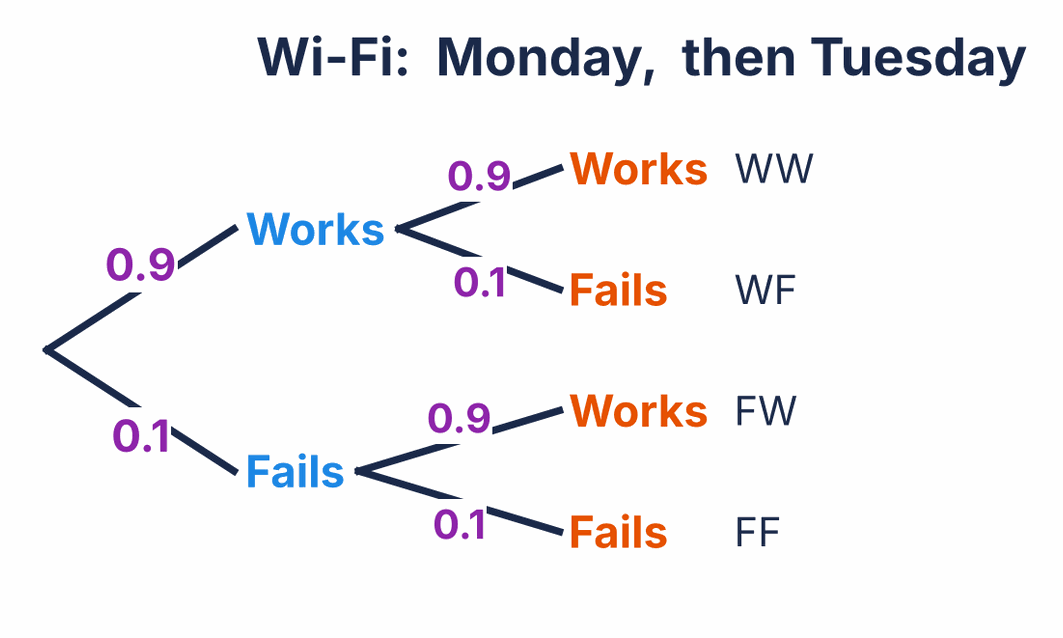 Wi-Fi: Monday, then Tuesday
0.9 Works WW
0.9 Works
0.1 Fails WF
0.9 Works FW
0.1 Fails
0.1 Fails FF